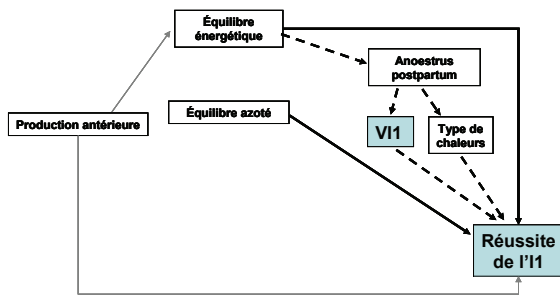 Équilibre
énergétique
Anoestrus
postpartum
Équilibre azoté
Production antérieure
VI1
Type de
chaleurs
Réussite
de l'I1